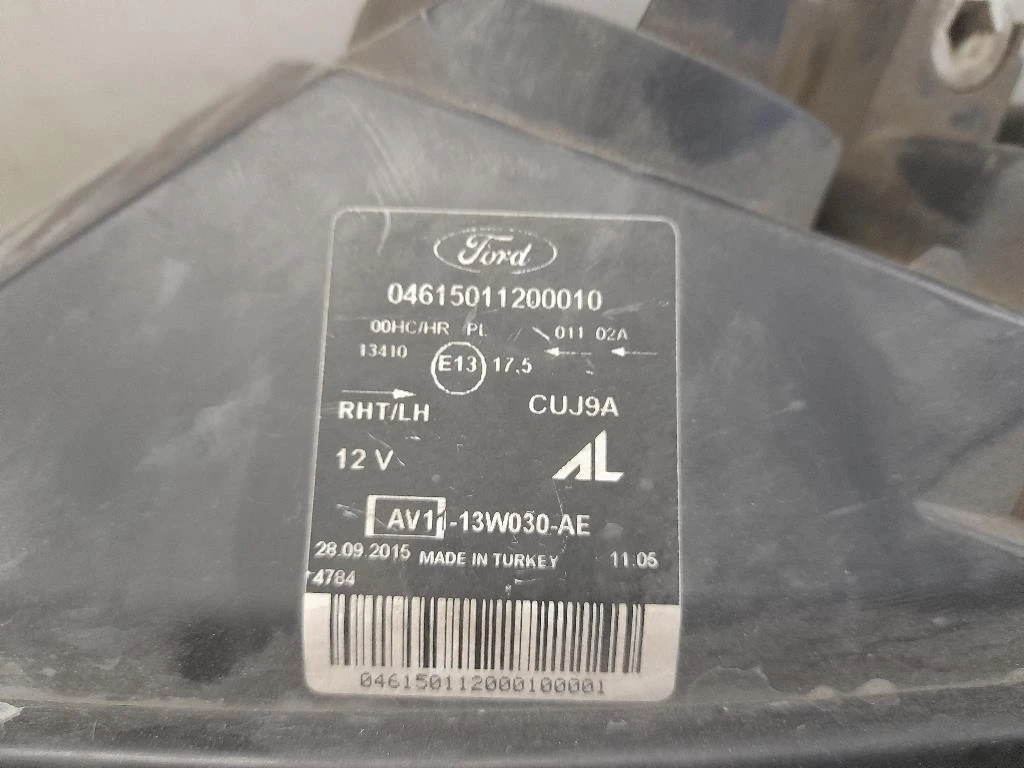 Ford
04615011200010
00HC/HR PL 011 02A
13410 E13 17.5
RHT/LH CUJ9A
12 V AL
-13W030-AE
28.09.2015 MADE IN TURKEY 11.05
4784
046150112000100001